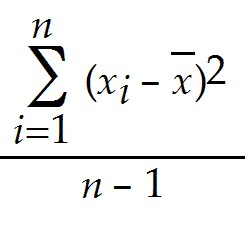 n
∑ (xᵢ – x̅)²
i=1
n – 1